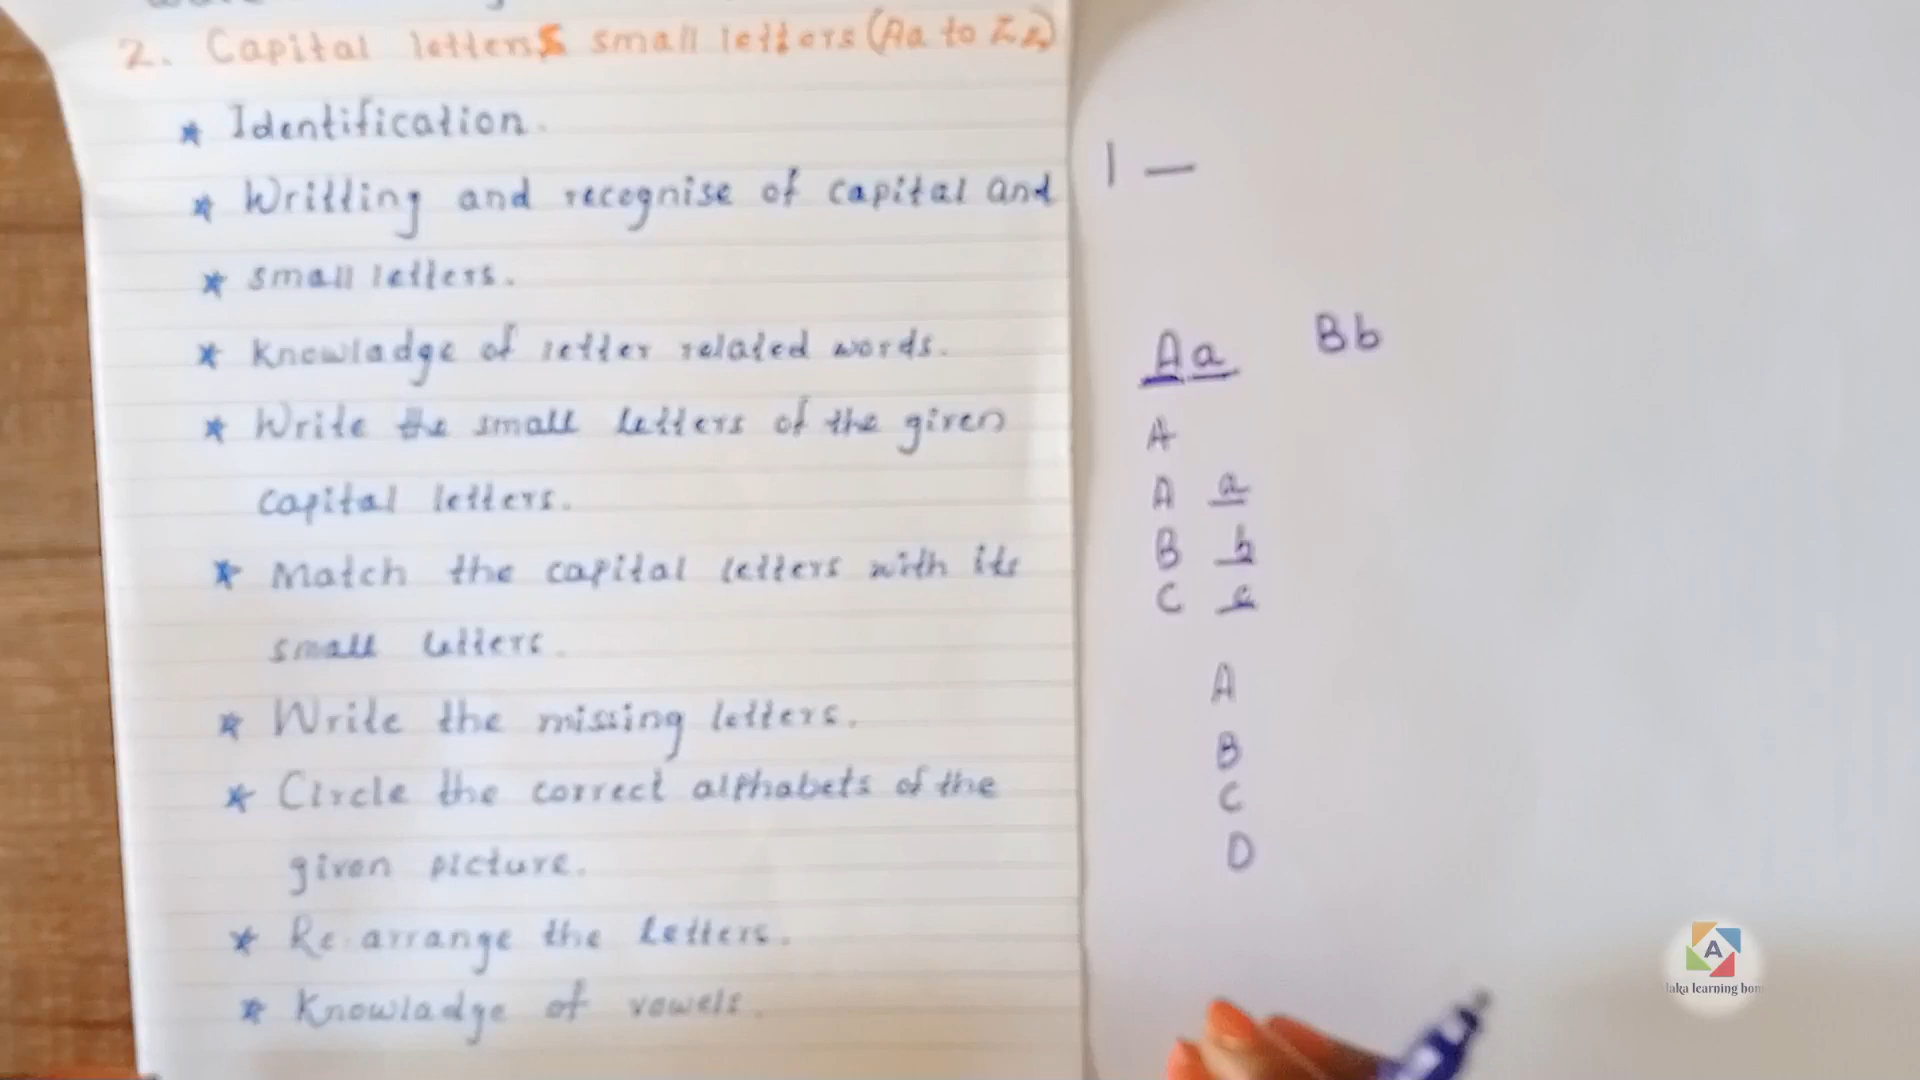 2. Capital letters small letters (Aa to Zz)
* Identification.
* Writting and recognise of capital and
* small letters.
* Knowladge of letter related words.
* Write the small letters of the given
capital letters.
* Match the capital letters with its
small letters.
* Write the missing letters.
* Circle the correct alphabets of the
given picture.
* Re-arrange the letters.
* Knowladge of vowels.
1 —
Aa Bb
A
A a
B b
C c
A
B
C
D
A
laka learning hom